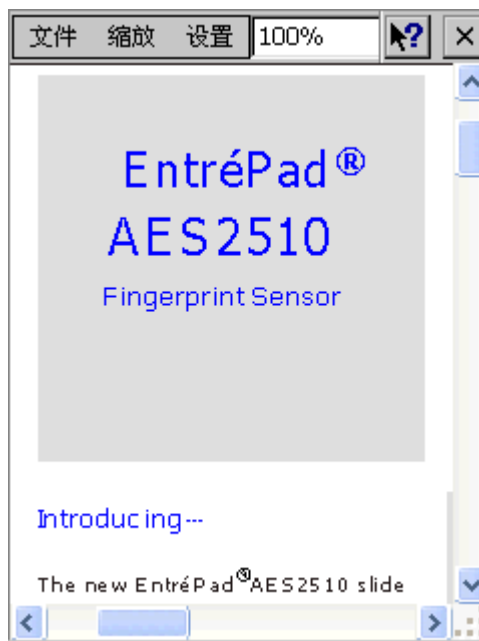 文件 缩放 设置 100%
EntréPad®
AES2510
Fingerprint Sensor
Introducing···
The new EntréPad®AES2510 slide